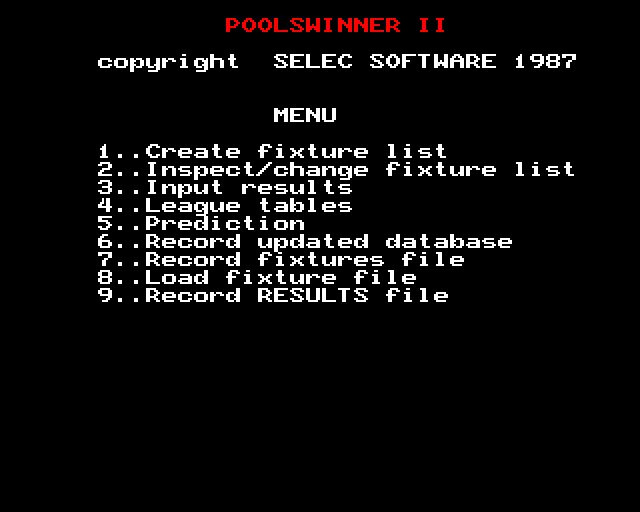 POOLSWINNER II
copyright  SELEC SOFTWARE 1987
MENU
1..Create fixture list
2..Inspect/change fixture list
3..Input results
4..League tables
5..Prediction
6..Record updated database
7..Record fixtures file
8..Load fixture file
9..Record RESULTS file